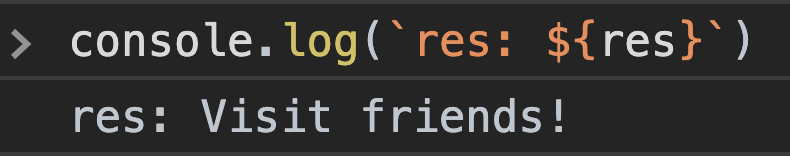 > console.log(`res: ${res}`)
res: Visit friends!